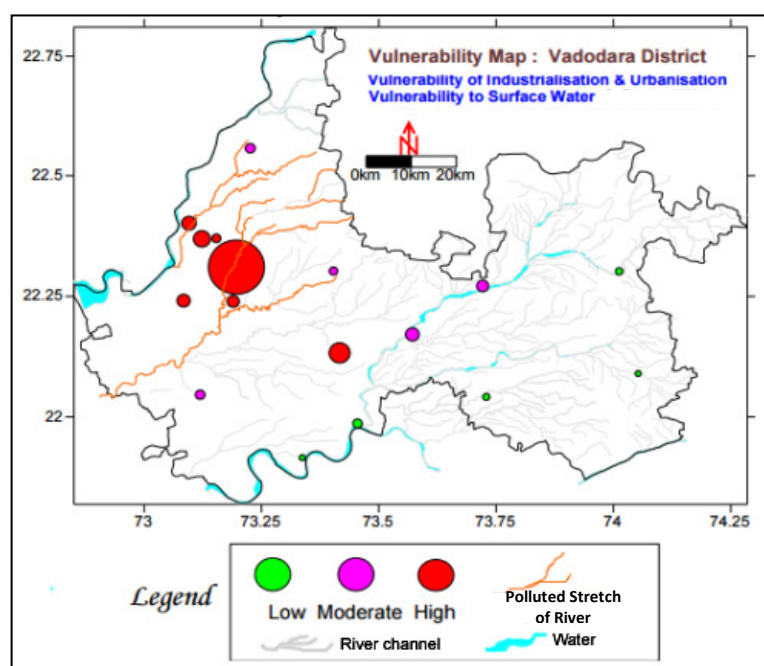 Vulnerability Map : Vadodara District
Vulnerability of Industrialisation & Urbanisation
Vulnerability to Surface Water
N
0km 10km 20km
22.75
22.5
22.25
22
73 73.25 73.5 73.75 74 74.25
Legend
Low Moderate High
Polluted Stretch
of River
River channel
Water